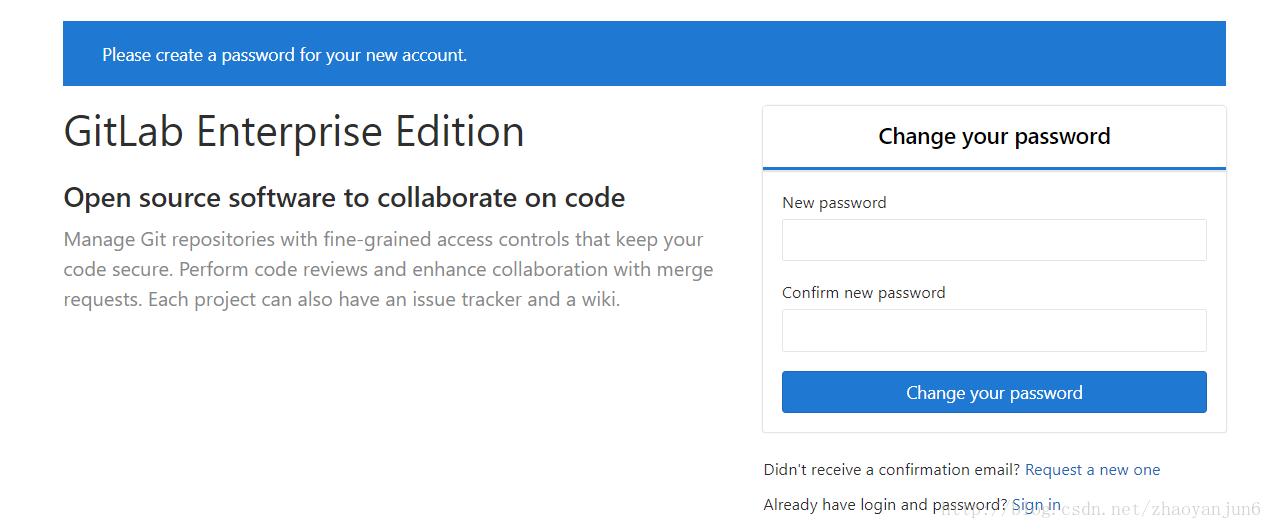 Please create a password for your new account.
GitLab Enterprise Edition
Open source software to collaborate on code
Manage Git repositories with fine-grained access controls that keep your
code secure. Perform code reviews and enhance collaboration with merge
requests. Each project can also have an issue tracker and a wiki.
Change your password
New password
Confirm new password
Change your password
Didn't receive a confirmation email? Request a new one
Already have login and password? Sign in
http://blog.csdn.net/zhaoyanjun6